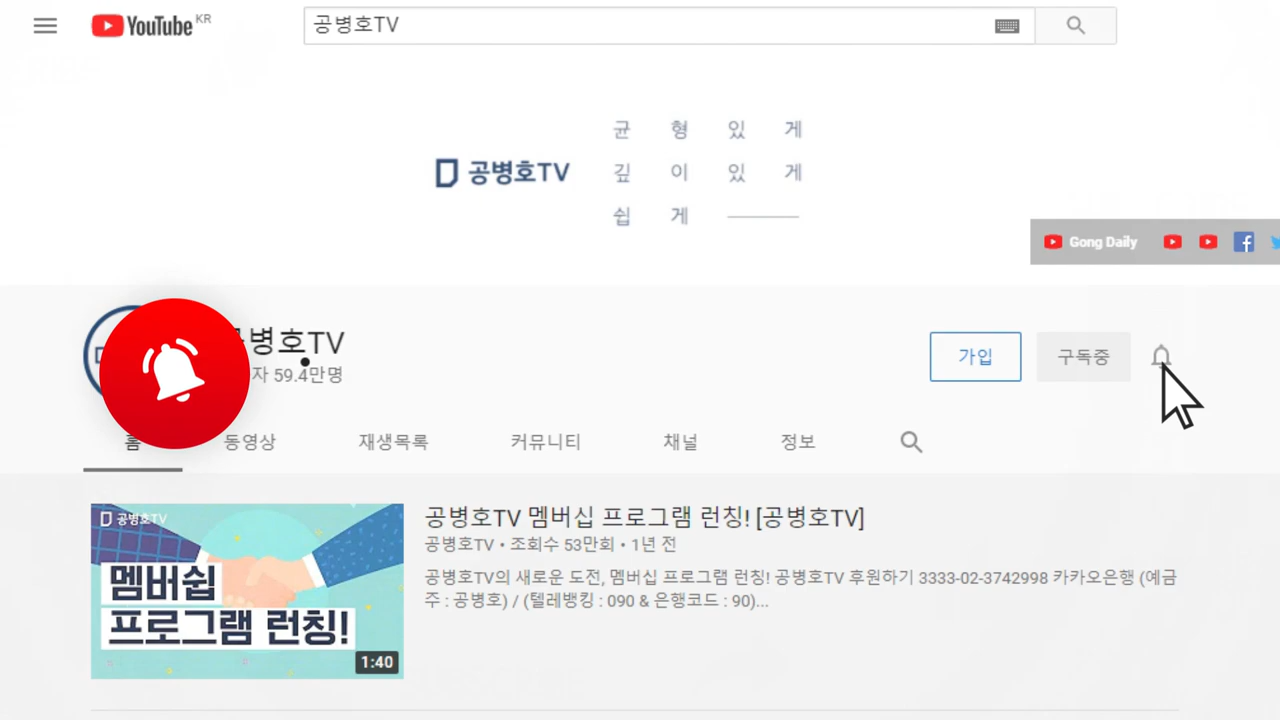 YouTube KR
공병호TV
균형있게
공병호TV 깊이있게
쉽게
Gong Daily
병호TV
자 59.4만명
가입
구독중
홈 동영상 재생목록 커뮤니티 채널 정보
공병호TV
멤버쉽
프로그램 런칭!
1:40
공병호TV 멤버십 프로그램 런칭! [공병호TV]
공병호TV • 조회수 53만회 • 1년 전
공병호TV의 새로운 도전, 멤버십 프로그램 런칭! 공병호TV 후원하기 3333-02-3742998 카카오은행 (예금
주 : 공병호) / (텔레뱅킹 : 090 & 은행코드 : 90)...